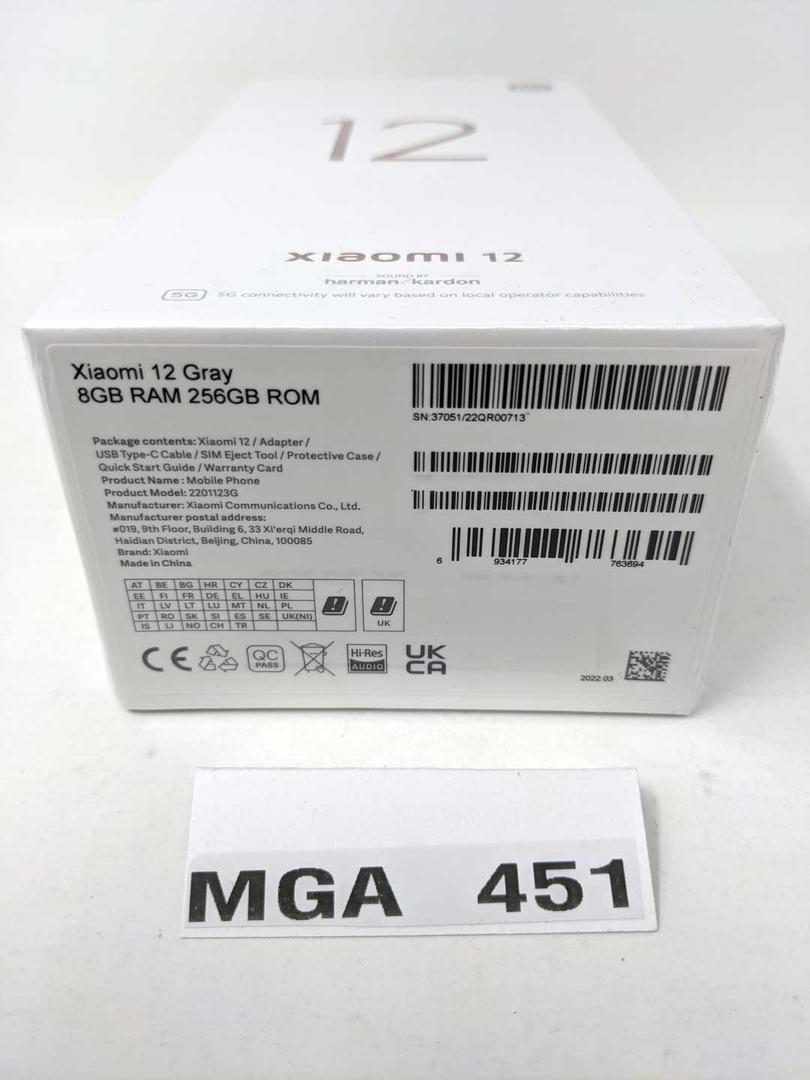 12
xiaomi 12
SOUND BY
harman/kardon
5G 5G connectivity will vary based on local operator capabilities
Xiaomi 12 Gray
8GB RAM 256GB ROM
SN:37051/22QR00713
Package contents: Xiaomi 12 / Adapter /
USB Type-C Cable / SIM Eject Tool / Protective Case /
Quick Start Guide / Warranty Card
Product Name : Mobile Phone
Product Model: 2201123G
Manufacturer: Xiaomi Communications Co., Ltd.
Manufacturer postal address:
#019, 9th Floor, Building 6, 33 Xi'erqi Middle Road,
Haidian District, Beijing, China, 100085
Brand: Xiaomi
Made in China
6 934177 763694
AT BE BG HR CY CZ DK
EE FI FR DE EL HU IE
IT LV LT LU MT NL PL
PT RO SK SI ES SE UK(NI)
IS LI NO CH TR
UK
CE
QC
PASS
Hi-Res
AUDIO
UK
CA
2022.03
MGA 451